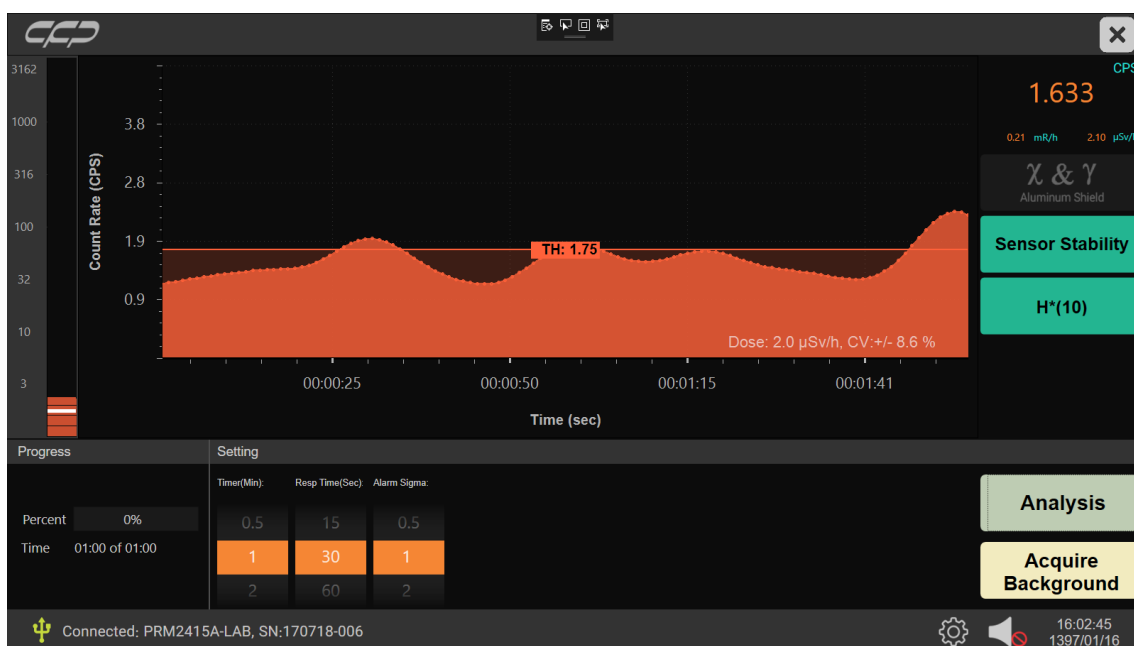 CCP
3162
1000
316
100
32
10
3
Count Rate (CPS)
3.8
2.8
1.9
0.9
TH: 1.75
Dose: 2.0 µSv/h, CV:+/- 8.6 %
00:00:25 00:00:50 00:01:15 00:01:41
Time (sec)
CPS
1.633
0.21 mR/h 2.10 µSv/
χ & γ
Aluminum Shield
Sensor Stability
H*(10)
Progress
Percent 0%
Time 01:00 of 01:00
Setting
Timer(Min): Resp Time(Sec): Alarm Sigma:
0.5 15 0.5
1 30 1
2 60 2
Analysis
Acquire
Background
Connected: PRM2415A-LAB, SN:170718-006
16:02:45
1397/01/16